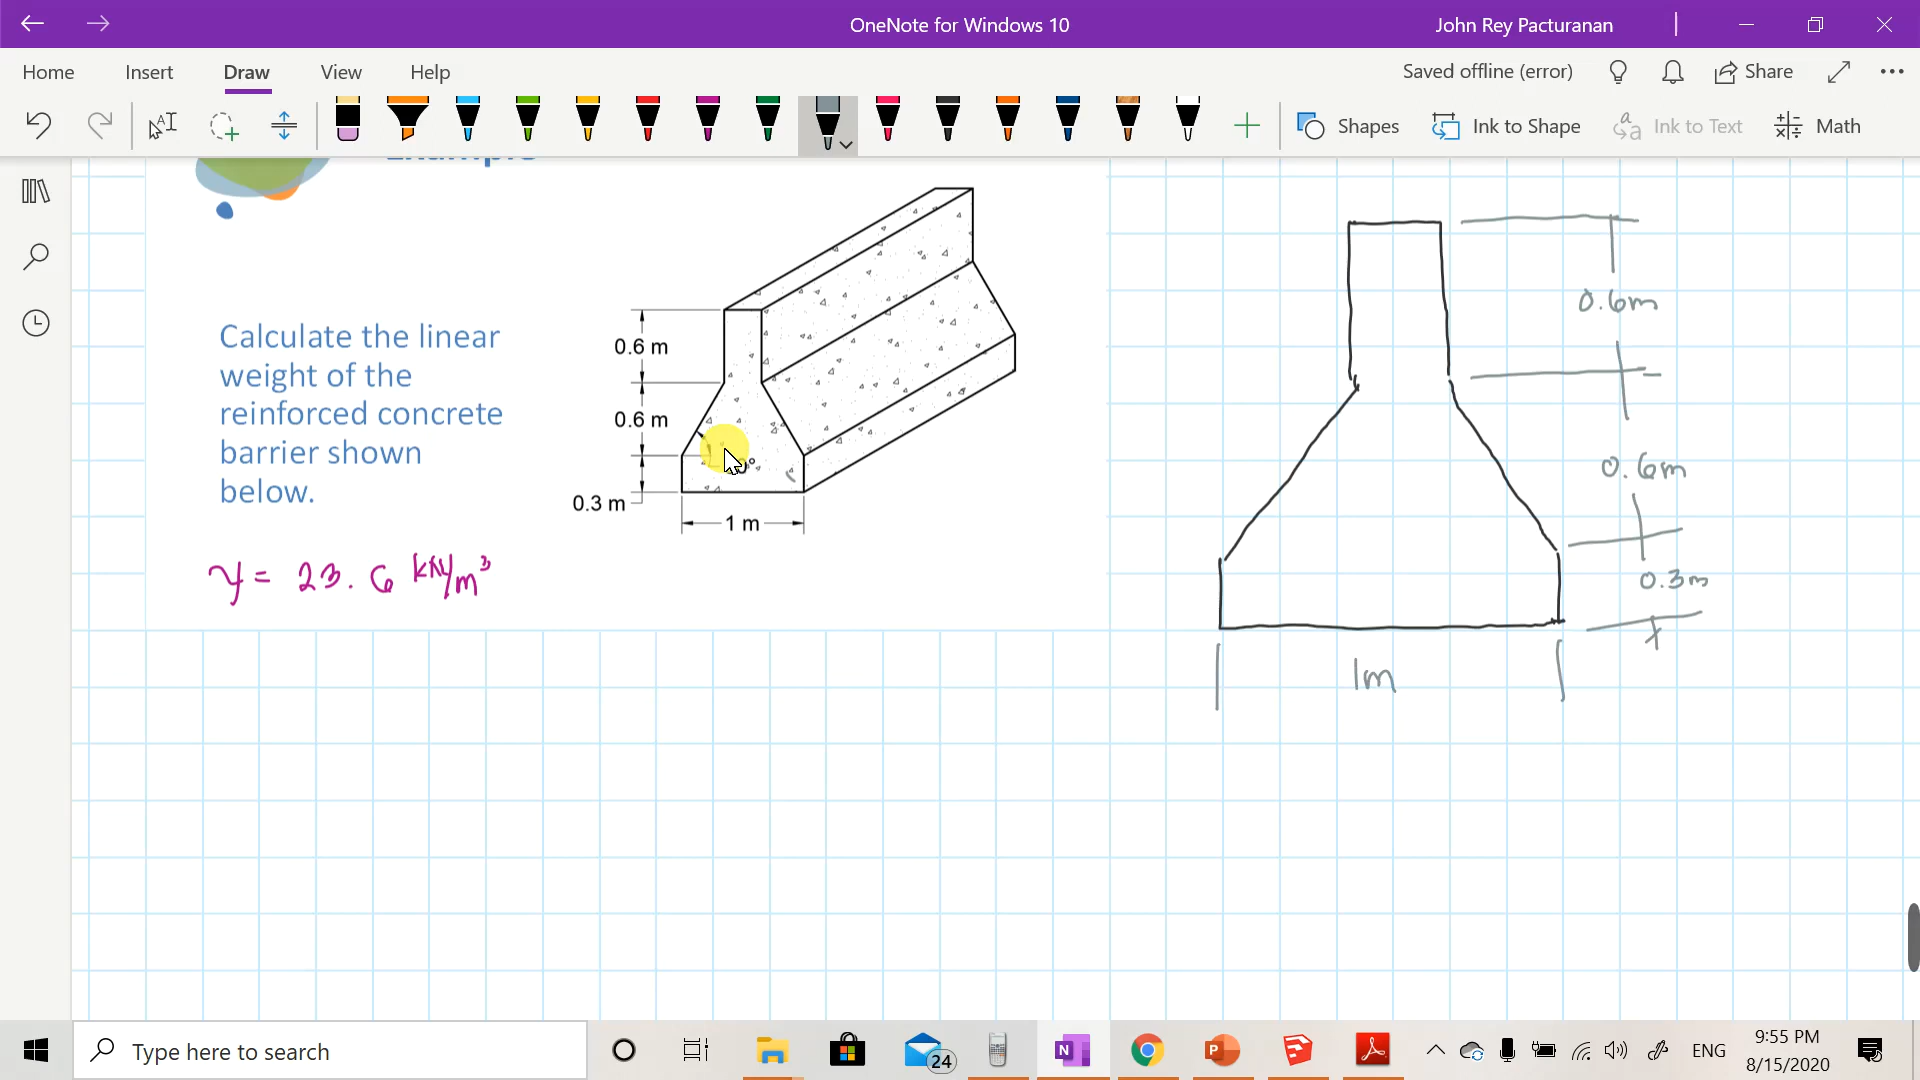 OneNote for Windows 10
John Rey Pacturanan
Home
Insert
Draw
View
Help
Saved offline (error)
Share
Shapes
Ink to Shape
Ink to Text
Math
Calculate the linear
weight of the
reinforced concrete
barrier shown
below.
γ = 23.6 kN/m³
0.6 m
0.6 m
0.3 m
1 m
0.6m
0.6m
0.3m
1m
Type here to search
24
ENG
9:55 PM
8/15/2020